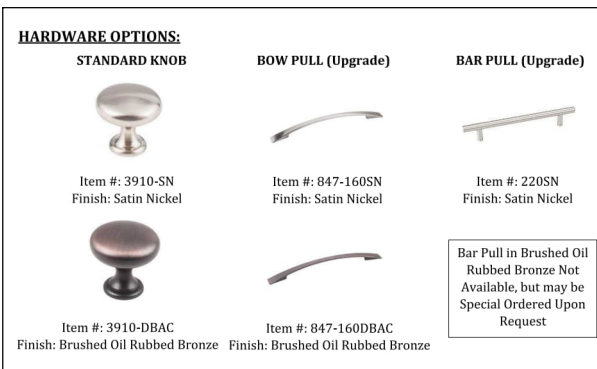 HARDWARE OPTIONS:
STANDARD KNOB
BOW PULL (Upgrade)
BAR PULL (Upgrade)
Item #: 3910-SN
Finish: Satin Nickel
Item #: 847-160SN
Finish: Satin Nickel
Item #: 220SN
Finish: Satin Nickel
Item #: 3910-DBAC
Finish: Brushed Oil Rubbed Bronze
Item #: 847-160DBAC
Finish: Brushed Oil Rubbed Bronze
Bar Pull in Brushed Oil
Rubbed Bronze Not
Available, but may be
Special Ordered Upon
Request